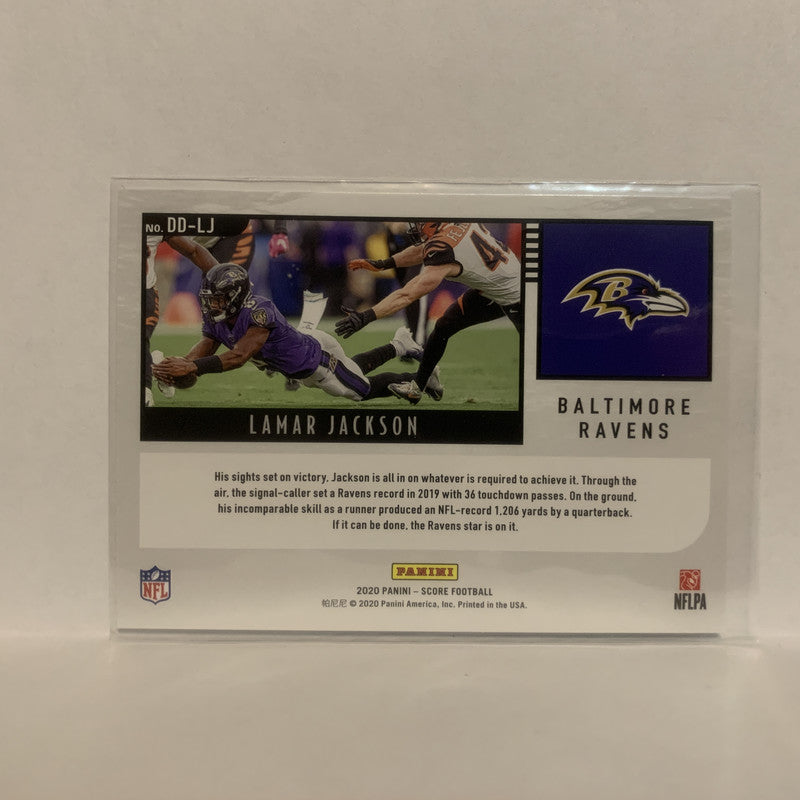 No. DD-LJ
LAMAR JACKSON
B
BALTIMORE
RAVENS
His sights set on victory, Jackson is all in on whatever is required to achieve it. Through the
air, the signal-caller set a Ravens record in 2019 with 36 touchdown passes. On the ground,
his incomparable skill as a runner produced an NFL-record 1,206 yards by a quarterback.
If it can be done, the Ravens star is on it.
NFL
PANINI
2020 PANINI – SCORE FOOTBALL
帕尼尼 © 2020 Panini America, Inc. Printed in the USA.
NFLPA